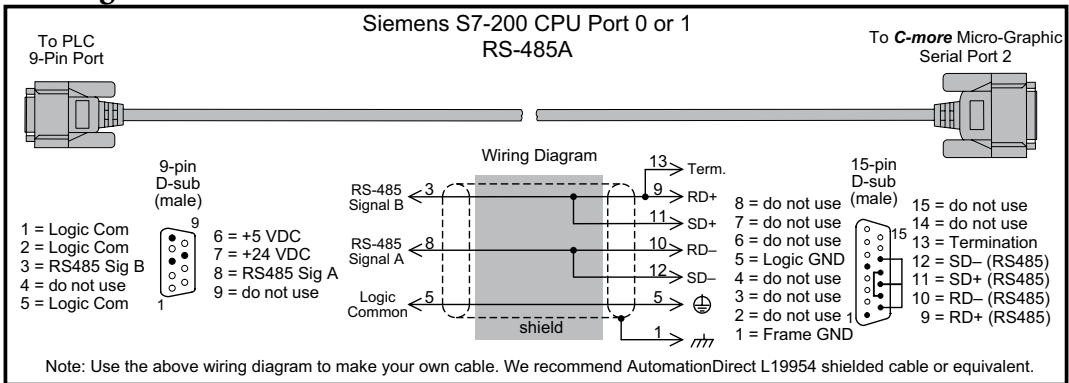 Siemens S7-200 CPU Port 0 or 1
RS-485A
To PLC
9-Pin Port
To C-more Micro-Graphic
Serial Port 2
9-pin
D-sub
(male)
9
1
1 = Logic Com
2 = Logic Com
3 = RS485 Sig B
4 = do not use
5 = Logic Com
6 = +5 VDC
7 = +24 VDC
8 = RS485 Sig A
9 = do not use
Wiring Diagram
RS-485
Signal B
3
13
Term.
9
RD+
11
SD+
RS-485
Signal A
8
10
RD–
12
SD–
Logic
Common
5
5
shield
1
8 = do not use
7 = do not use
6 = do not use
5 = Logic GND
4 = do not use
3 = do not use
2 = do not use
1 = Frame GND
15-pin
D-sub
(male)
15
1
15 = do not use
14 = do not use
13 = Termination
12 = SD– (RS485)
11 = SD+ (RS485)
10 = RD– (RS485)
9 = RD+ (RS485)
Note: Use the above wiring diagram to make your own cable. We recommend AutomationDirect L19954 shielded cable or equivalent.